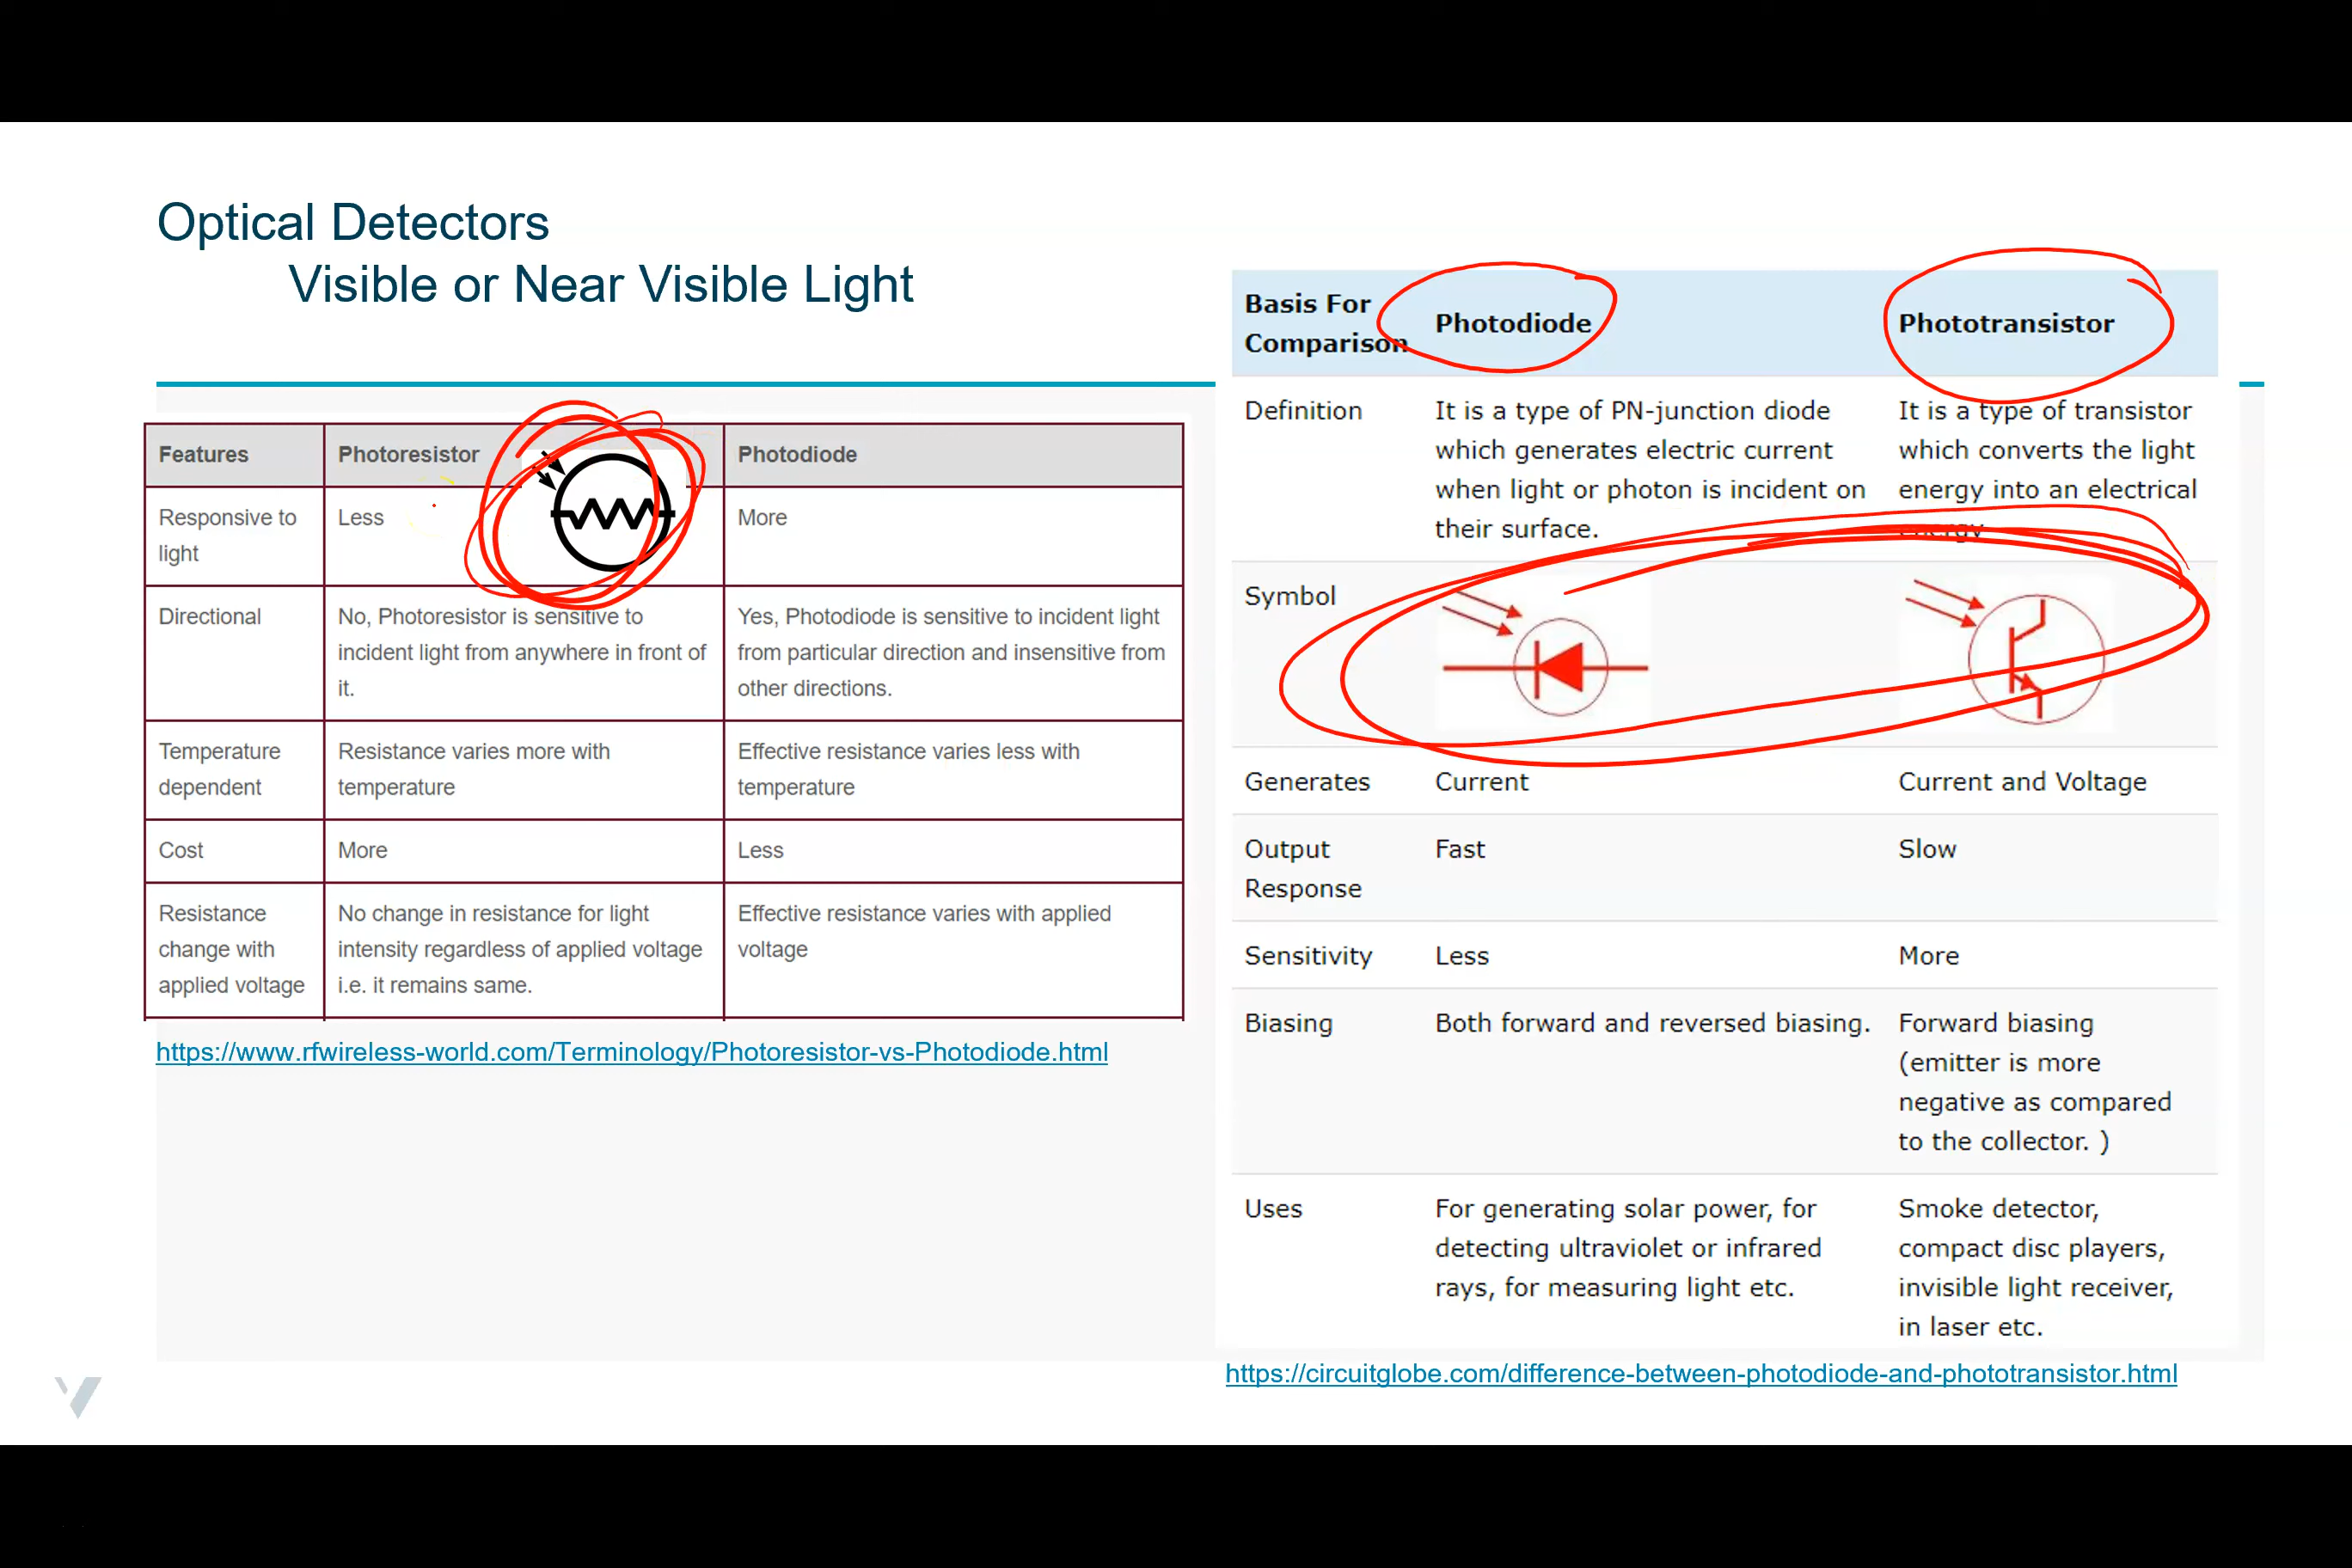 Optical Detectors
Visible or Near Visible Light
Features Photoresistor Photodiode
Responsive to light Less More
Directional No, Photoresistor is sensitive to incident light from anywhere in front of it. Yes, Photodiode is sensitive to incident light from particular direction and insensitive from other directions.
Temperature dependent Resistance varies more with temperature Effective resistance varies less with temperature
Cost More Less
Resistance change with applied voltage No change in resistance for light intensity regardless of applied voltage i.e. it remains same. Effective resistance varies with applied voltage
https://www.rfwireless-world.com/Terminology/Photoresistor-vs-Photodiode.html
Basis For Comparison Photodiode Phototransistor
Definition It is a type of PN-junction diode which generates electric current when light or photon is incident on their surface. It is a type of transistor which converts the light energy into an electrical energy
Symbol
Generates Current Current and Voltage
Output Response Fast Slow
Sensitivity Less More
Biasing Both forward and reversed biasing. Forward biasing (emitter is more negative as compared to the collector. )
Uses For generating solar power, for detecting ultraviolet or infrared rays, for measuring light etc. Smoke detector, compact disc players, invisible light receiver, in laser etc.
https://circuitglobe.com/difference-between-photodiode-and-phototransistor.html